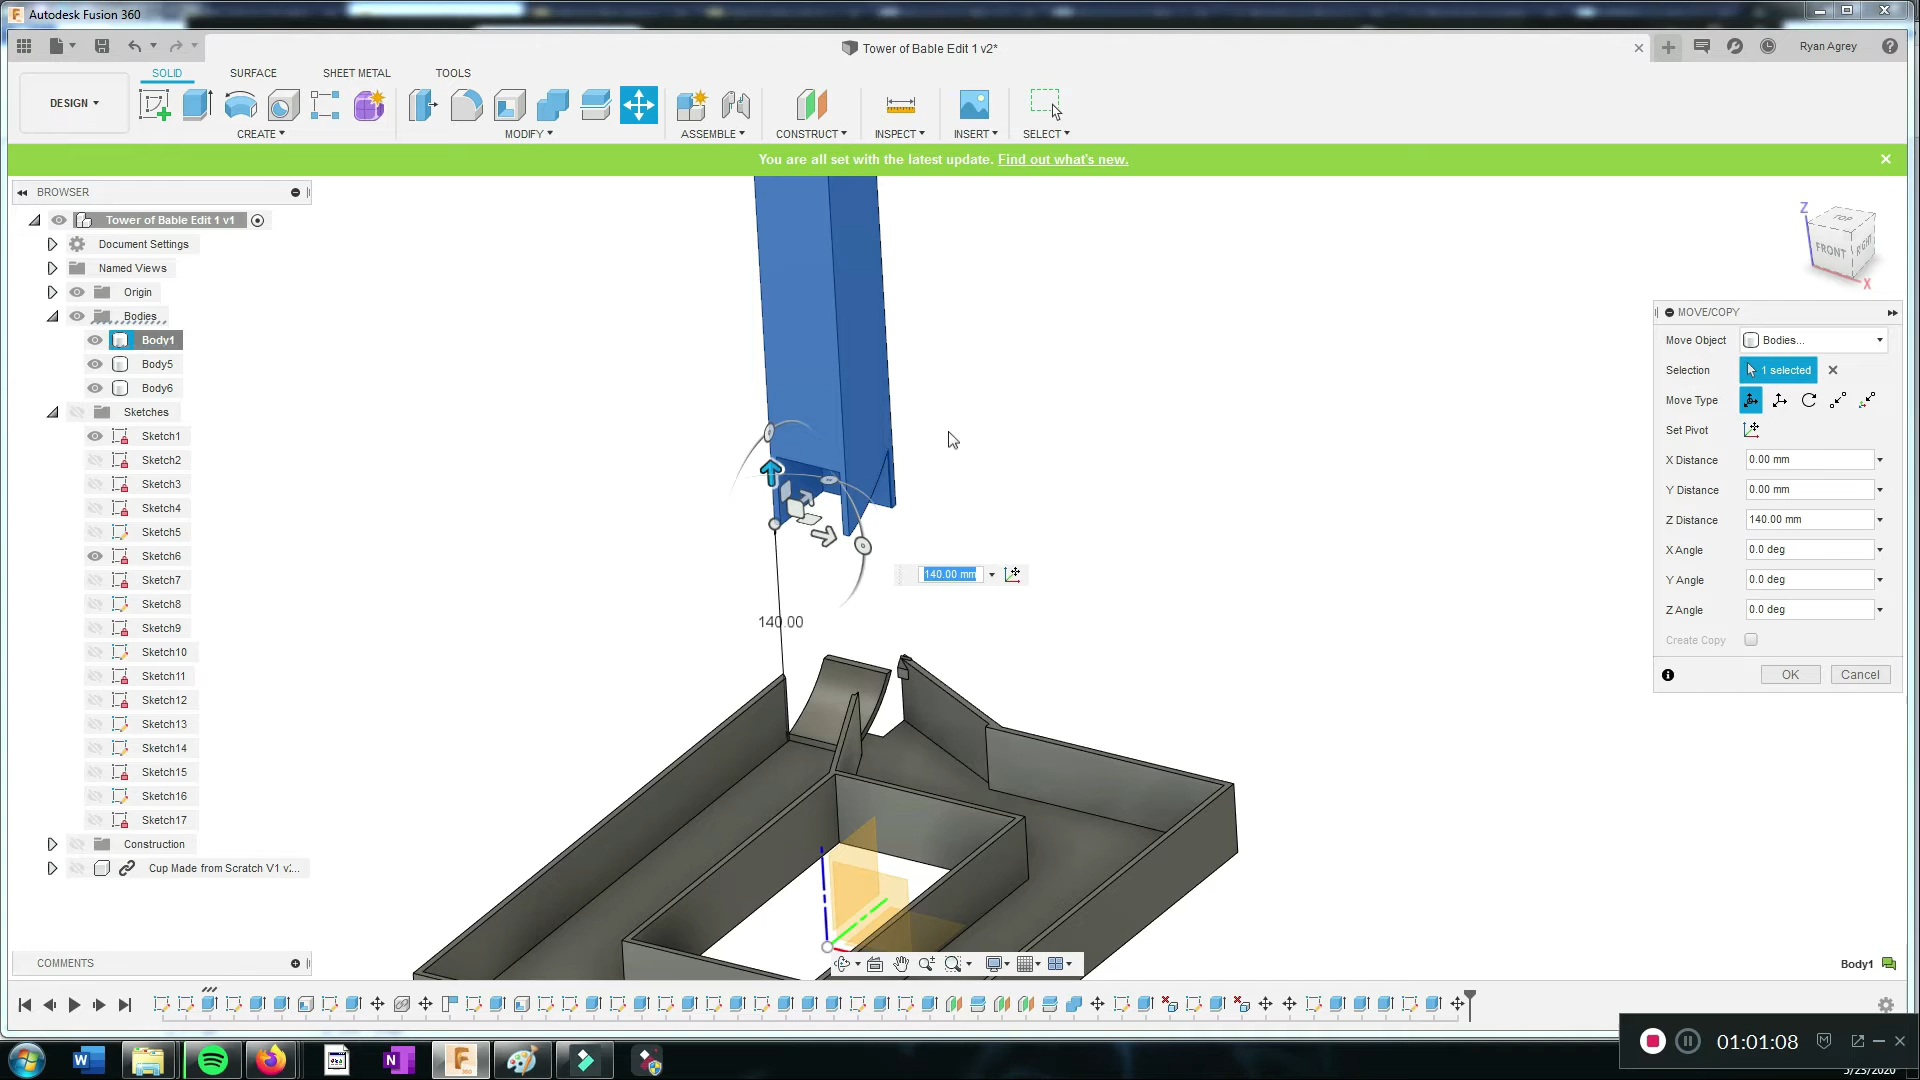 Autodesk Fusion 360
Tower of Bable Edit 1 v2*
Ryan Agrey
SOLID SURFACE SHEET METAL TOOLS
DESIGN
CREATE MODIFY ASSEMBLE CONSTRUCT INSPECT INSERT SELECT
You are all set with the latest update. Find out what's new.
BROWSER
Tower of Bable Edit 1 v1
Document Settings
Named Views
Origin
Bodies
Body1
Body5
Body6
Sketches
Sketch1
Sketch2
Sketch3
Sketch4
Sketch5
Sketch6
Sketch7
Sketch8
Sketch9
Sketch10
Sketch11
Sketch12
Sketch13
Sketch14
Sketch15
Sketch16
Sketch17
Construction
Cup Made from Scratch V1 v...
COMMENTS
Z
TOP
FRONT
RIGHT
X
MOVE/COPY
Move Object Bodies...
Selection 1 selected
Move Type
Set Pivot
X Distance 0.00 mm
Y Distance 0.00 mm
Z Distance 140.00 mm
X Angle 0.0 deg
Y Angle 0.0 deg
Z Angle 0.0 deg
Create Copy
OK Cancel
140.00 mm
140.00
Body1
01:01:08
5/23/2020